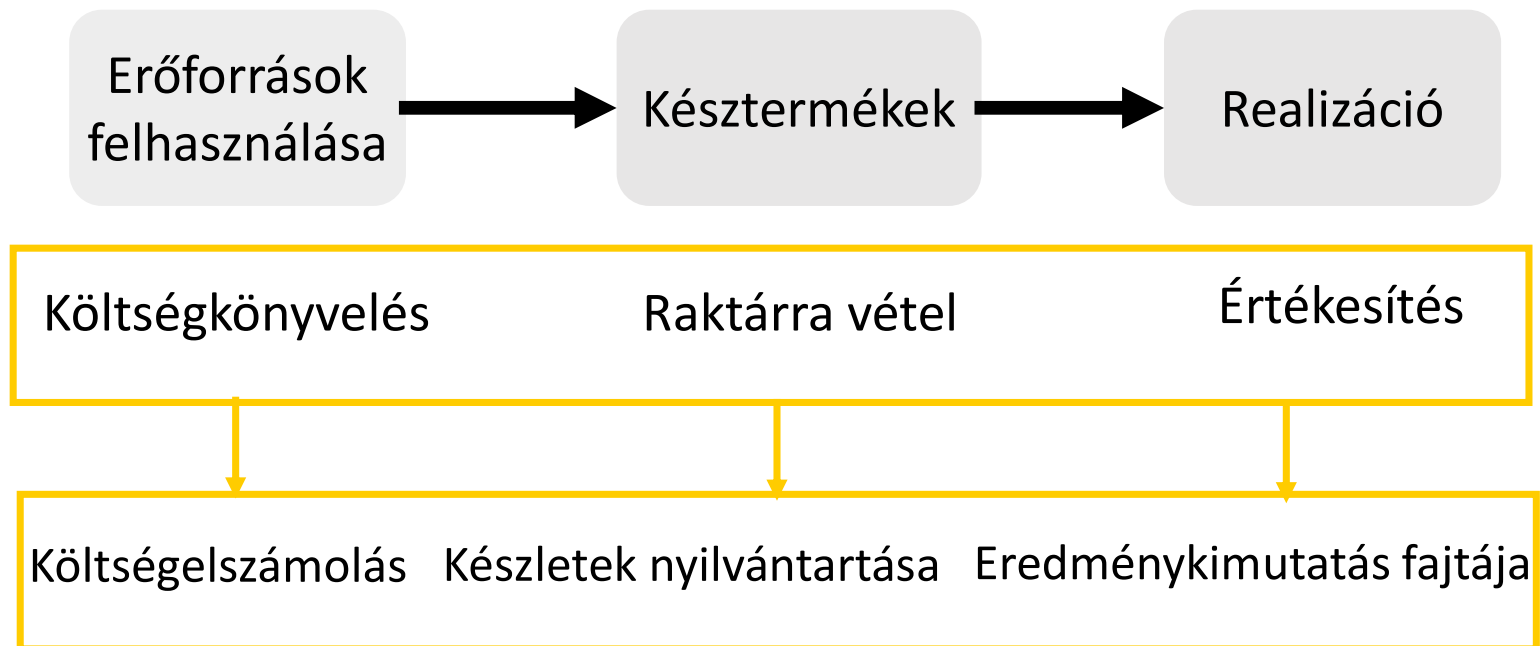 Erőforrások
felhasználása
Késztermékek
Realizáció
Költségkönyvelés
Raktárra vétel
Értékesítés
Költségelszámolás
Készletek nyilvántartása
Eredménykimutatás fajtája